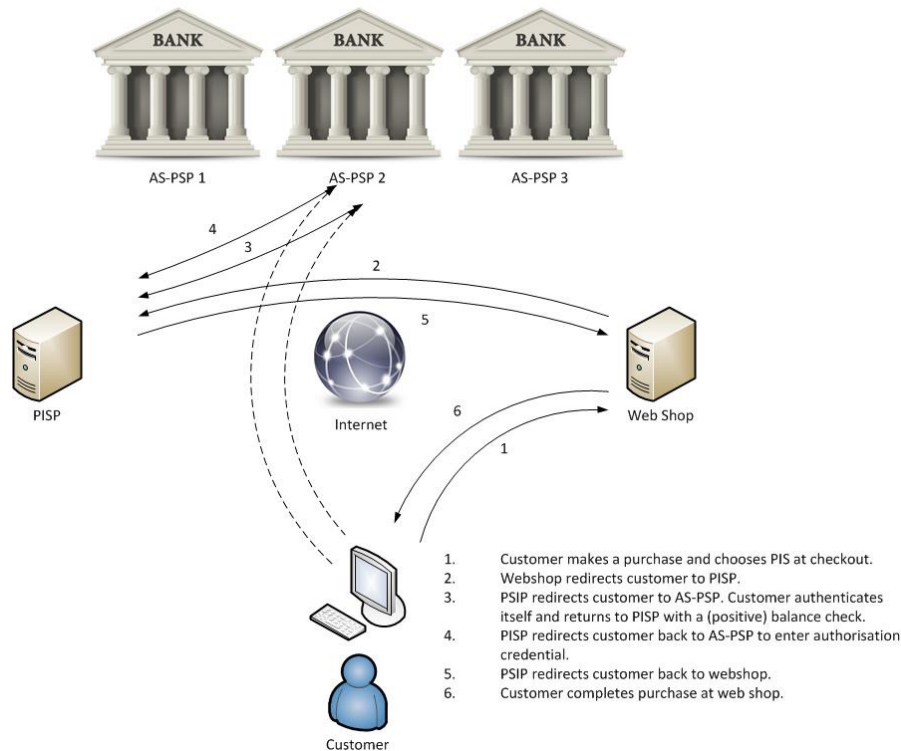 BANK
BANK
BANK
AS-PSP 1
AS-PSP 2
AS-PSP 3
4
3
2
5
PISP
Internet
Web Shop
6
1
1. Customer makes a purchase and chooses PIS at checkout.
2. Webshop redirects customer to PISP.
3. PSIP redirects customer to AS-PSP. Customer authenticates
itself and returns to PISP with a (positive) balance check.
4. PISP redirects customer back to AS-PSP to enter authorisation
credential.
5. PSIP redirects customer back to webshop.
6. Customer completes purchase at web shop.
Customer